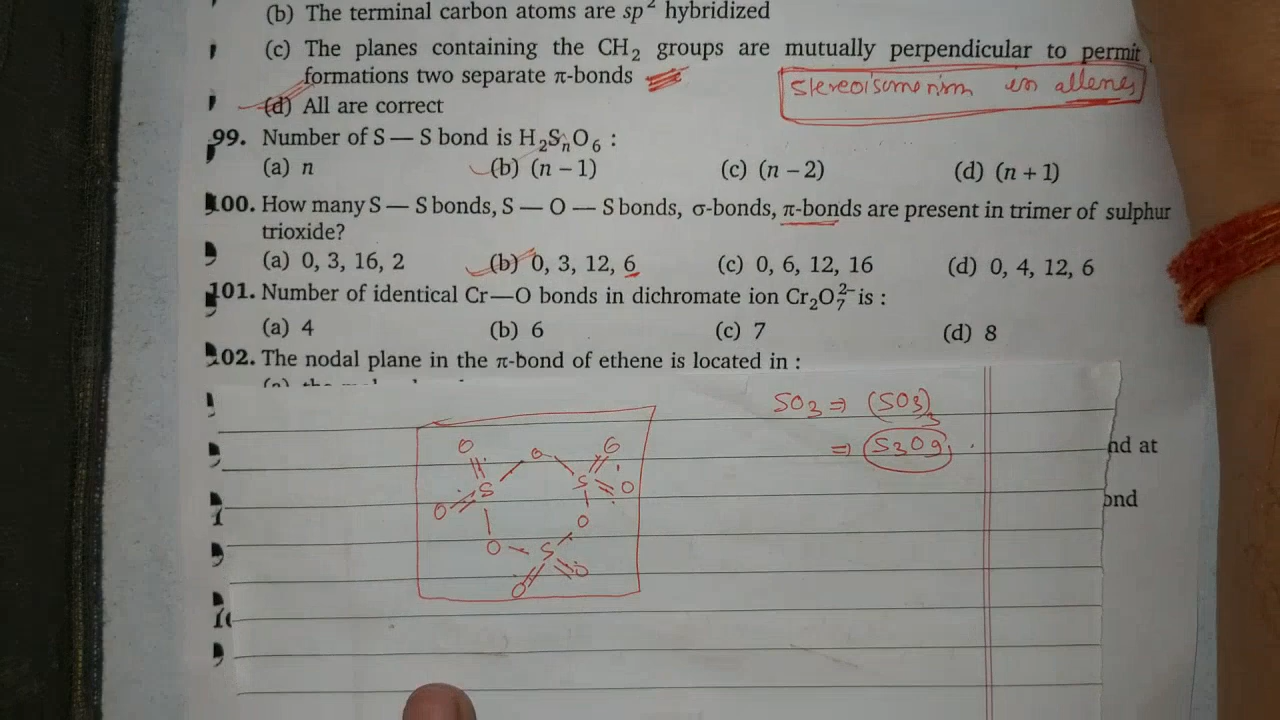 (b) The terminal carbon atoms are sp² hybridized
(c) The planes containing the CH₂ groups are mutually perpendicular to permit
formations two separate π-bonds
stereoisomerism in allenes
(d) All are correct
99. Number of S — S bond is H₂SₙO₆ :
(a) n (b) (n – 1) (c) (n – 2) (d) (n + 1)
100. How many S — S bonds, S — O — S bonds, σ-bonds, π-bonds are present in trimer of sulphur
trioxide?
(a) 0, 3, 16, 2 (b) 0, 3, 12, 6 (c) 0, 6, 12, 16 (d) 0, 4, 12, 6
101. Number of identical Cr—O bonds in dichromate ion Cr₂O₇²⁻ is :
(a) 4 (b) 6 (c) 7 (d) 8
102. The nodal plane in the π-bond of ethene is located in :
SO₃ ⇒ (SO₃)₃
⇒ S₃O₉
O O O
S S O
O
O
O S
O O
nd at
ond